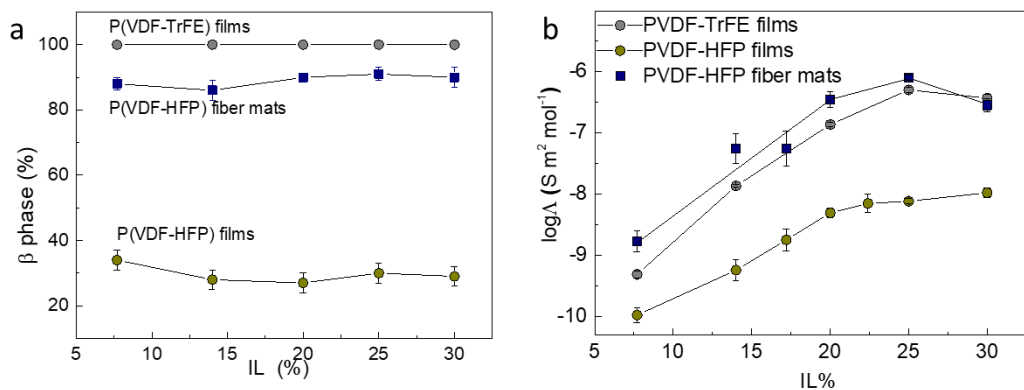 a
P(VDF-TrFE) films
P(VDF-HFP) fiber mats
P(VDF-HFP) films
β phase (%)
100
80
60
40
20
5 10 15 20 25 30
IL (%)
b
PVDF-TrFE films
PVDF-HFP films
PVDF-HFP fiber mats
logΛ (S m² mol⁻¹)
-6
-7
-8
-9
-10
5 10 15 20 25 30
IL%